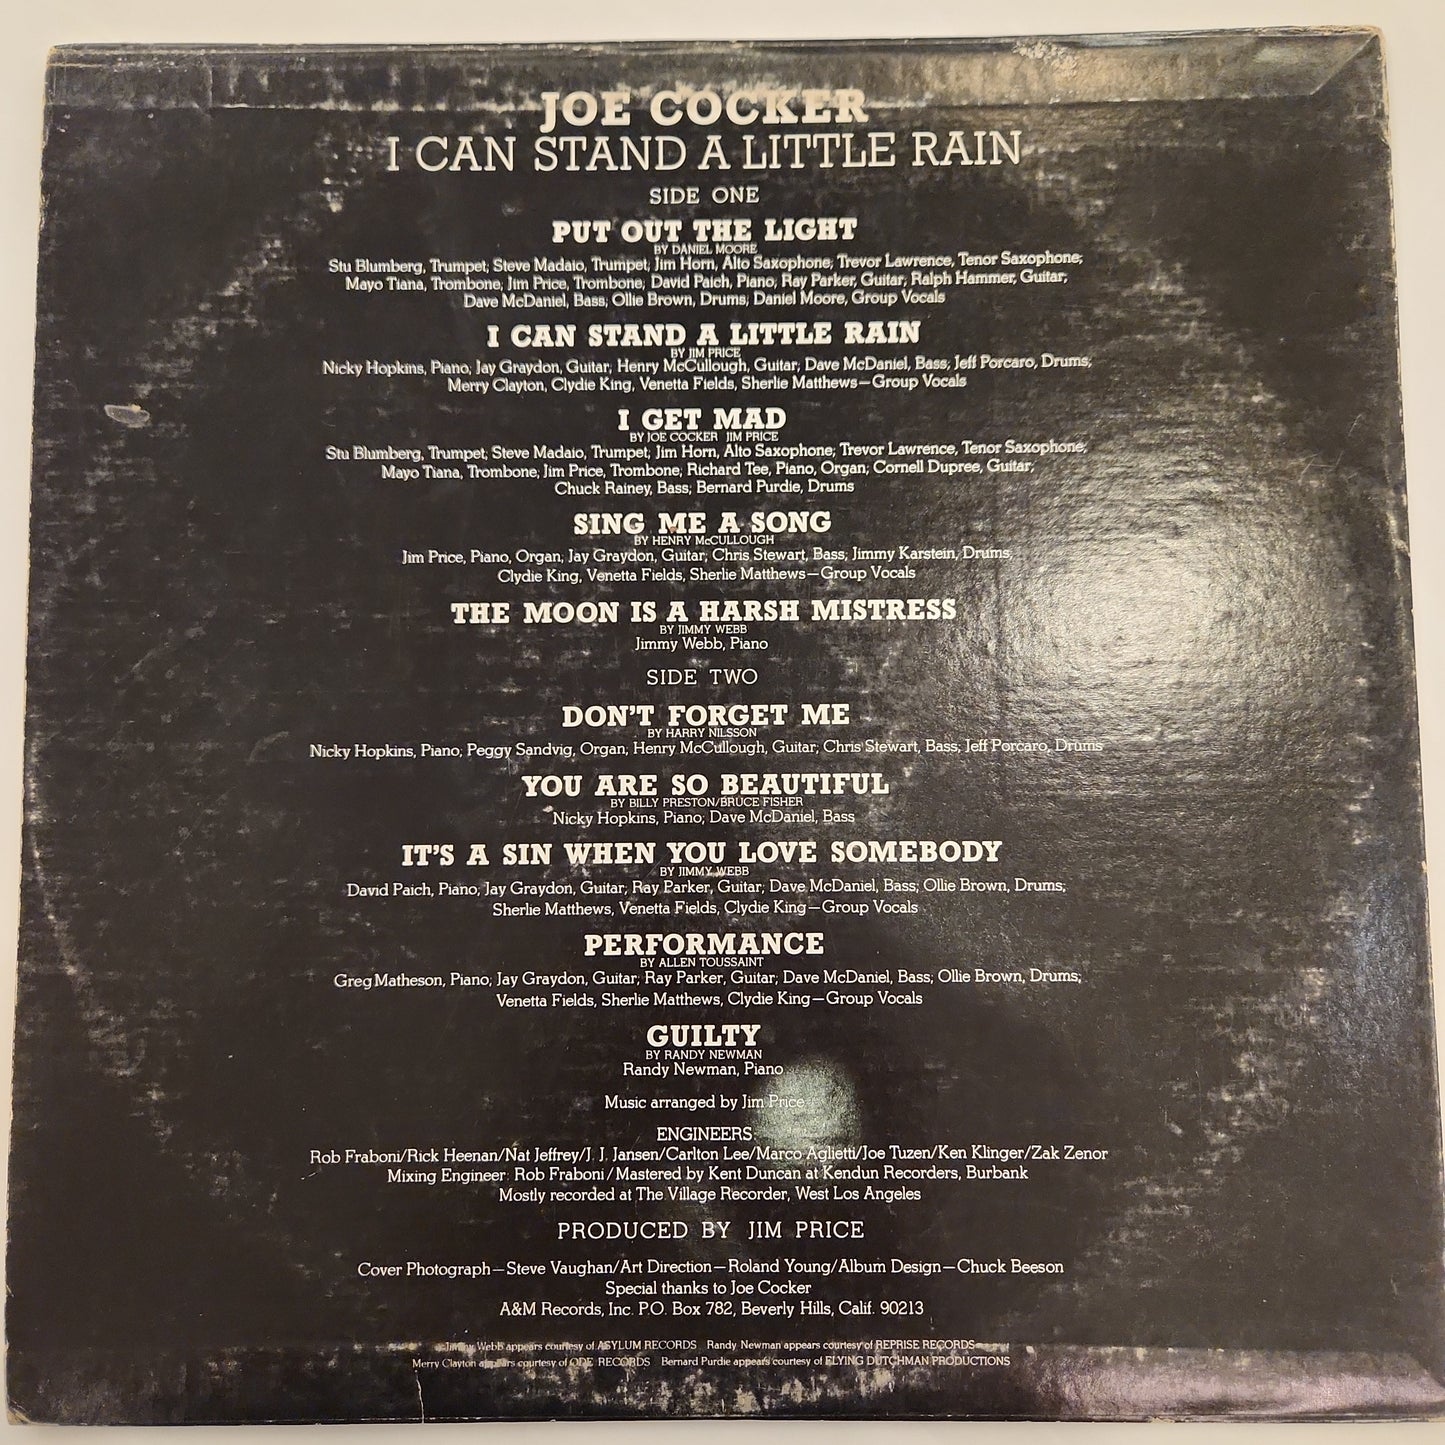 JOE COCKER
I CAN STAND A LITTLE RAIN
SIDE ONE
PUT OUT THE LIGHT
BY DANIEL MOORE
Stu Blumberg, Trumpet; Steve Madaio, Trumpet; Jim Horn, Alto Saxophone; Trevor Lawrence, Tenor Saxophone;
Mayo Tiana, Trombone; Jim Price, Trombone; David Paich, Piano; Ray Parker, Guitar; Ralph Hammer, Guitar;
Dave McDaniel, Bass; Ollie Brown, Drums; Daniel Moore, Group Vocals
I CAN STAND A LITTLE RAIN
BY JIM PRICE
Nicky Hopkins, Piano; Jay Graydon, Guitar; Henry McCullough, Guitar; Dave McDaniel, Bass; Jeff Porcaro, Drums;
Merry Clayton, Clydie King, Venetta Fields, Sherlie Matthews—Group Vocals
I GET MAD
BY JOE COCKER JIM PRICE
Stu Blumberg, Trumpet; Steve Madaio, Trumpet; Jim Horn, Alto Saxophone; Trevor Lawrence, Tenor Saxophone;
Mayo Tiana, Trombone; Jim Price, Trombone; Richard Tee, Piano, Organ; Cornell Dupree, Guitar;
Chuck Rainey, Bass; Bernard Purdie, Drums
SING ME A SONG
BY HENRY McCULLOUGH
Jim Price, Piano, Organ; Jay Graydon, Guitar; Chris Stewart, Bass; Jimmy Karstein, Drums;
Clydie King, Venetta Fields, Sherlie Matthews—Group Vocals
THE MOON IS A HARSH MISTRESS
BY JIMMY WEBB
Jimmy Webb, Piano
SIDE TWO
DON'T FORGET ME
BY HARRY NILSSON
Nicky Hopkins, Piano; Peggy Sandvig, Organ; Henry McCullough, Guitar; Chris Stewart, Bass; Jeff Porcaro, Drums
YOU ARE SO BEAUTIFUL
BY BILLY PRESTON/BRUCE FISHER
Nicky Hopkins, Piano; Dave McDaniel, Bass
IT'S A SIN WHEN YOU LOVE SOMEBODY
BY JIMMY WEBB
David Paich, Piano; Jay Graydon, Guitar; Ray Parker, Guitar; Dave McDaniel, Bass; Ollie Brown, Drums;
Sherlie Matthews, Venetta Fields, Clydie King—Group Vocals
PERFORMANCE
BY ALLEN TOUSSAINT
Greg Matheson, Piano; Jay Graydon, Guitar; Ray Parker, Guitar; Dave McDaniel, Bass; Ollie Brown, Drums;
Venetta Fields, Sherlie Matthews, Clydie King—Group Vocals
GUILTY
BY RANDY NEWMAN
Randy Newman, Piano
Music arranged by Jim Price
ENGINEERS:
Rob Fraboni/Rick Heenan/Nat Jeffrey/J. J. Jansen/Carlton Lee/Marco Aglietti/Joe Tuzen/Ken Klinger/Zak Zenor
Mixing Engineer: Rob Fraboni / Mastered by Kent Duncan at Kendun Recorders, Burbank
Mostly recorded at The Village Recorder, West Los Angeles
PRODUCED BY JIM PRICE
Cover Photograph—Steve Vaughan/Art Direction—Roland Young/Album Design—Chuck Beeson
Special thanks to Joe Cocker
A&M Records, Inc. P.O. Box 782, Beverly Hills, Calif. 90213
Jimmy Webb appears courtesy of ASYLUM RECORDS Randy Newman appears courtesy of REPRISE RECORDS
Merry Clayton appears courtesy of ODE RECORDS Bernard Purdie appears courtesy of FLYING DUTCHMAN PRODUCTIONS